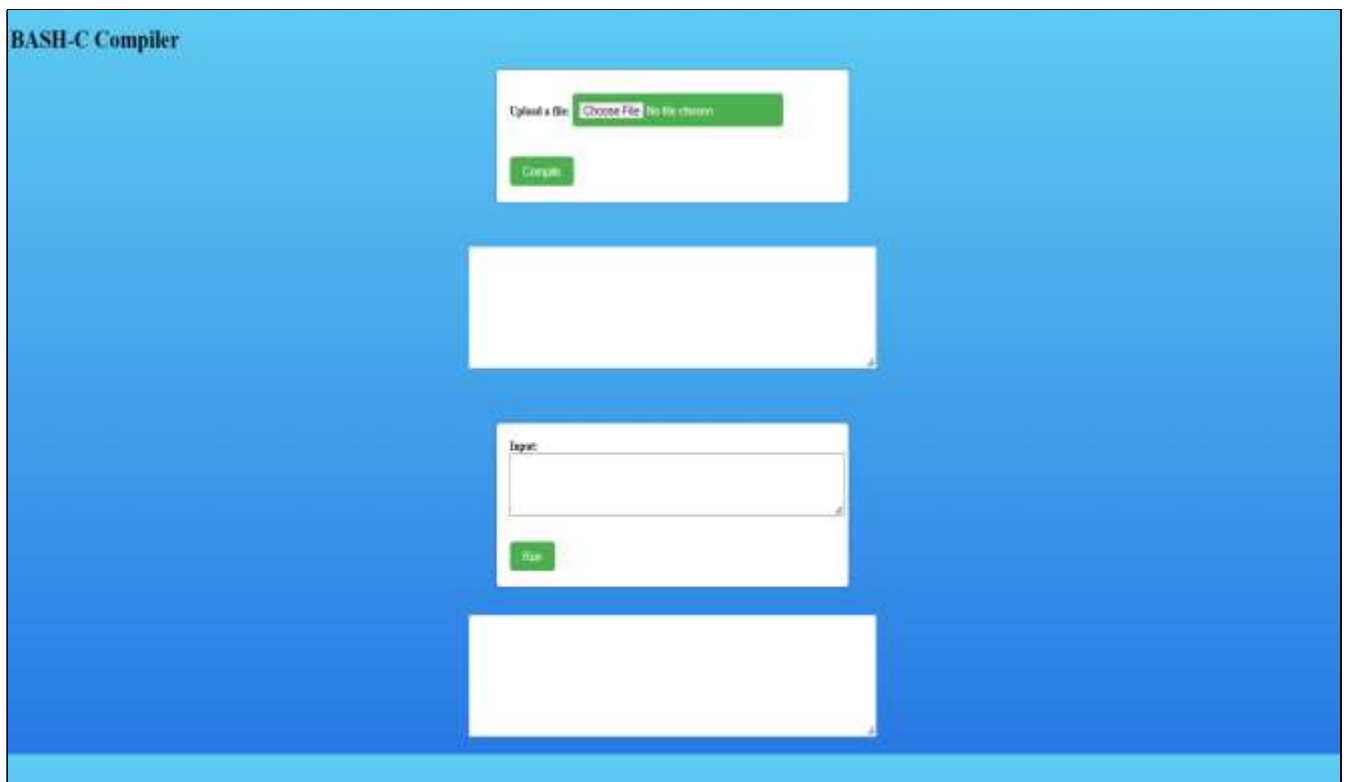 BASH-C Compiler
Upload a file: Choose File No file chosen
Compile
Input:
Run